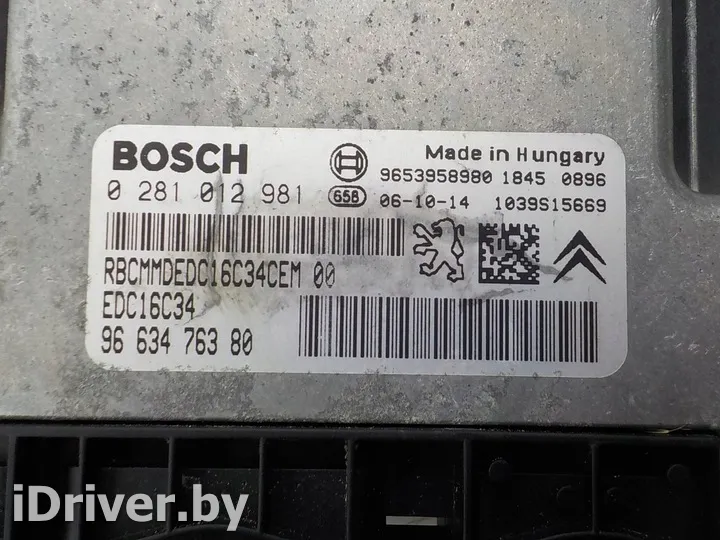 BOSCH
Made in Hungary
9653958980 1845 0896
0 281 012 981
G58
06-10-14 1039S15669
RBCMMDEDC16C34CEM 00
EDC16C34
96 634 763 80
iDriver.by